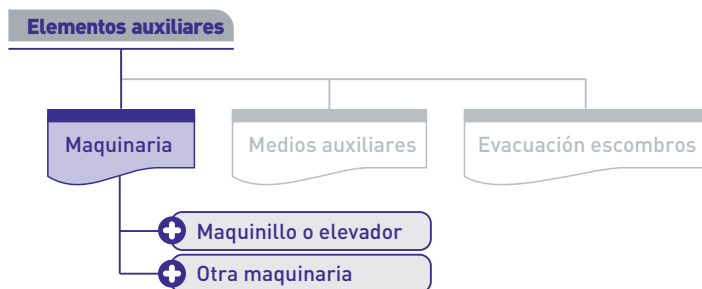 Elementos auxiliares
Maquinaria
Medios auxiliares
Evacuación escombros
Maquinillo o elevador
Otra maquinaria